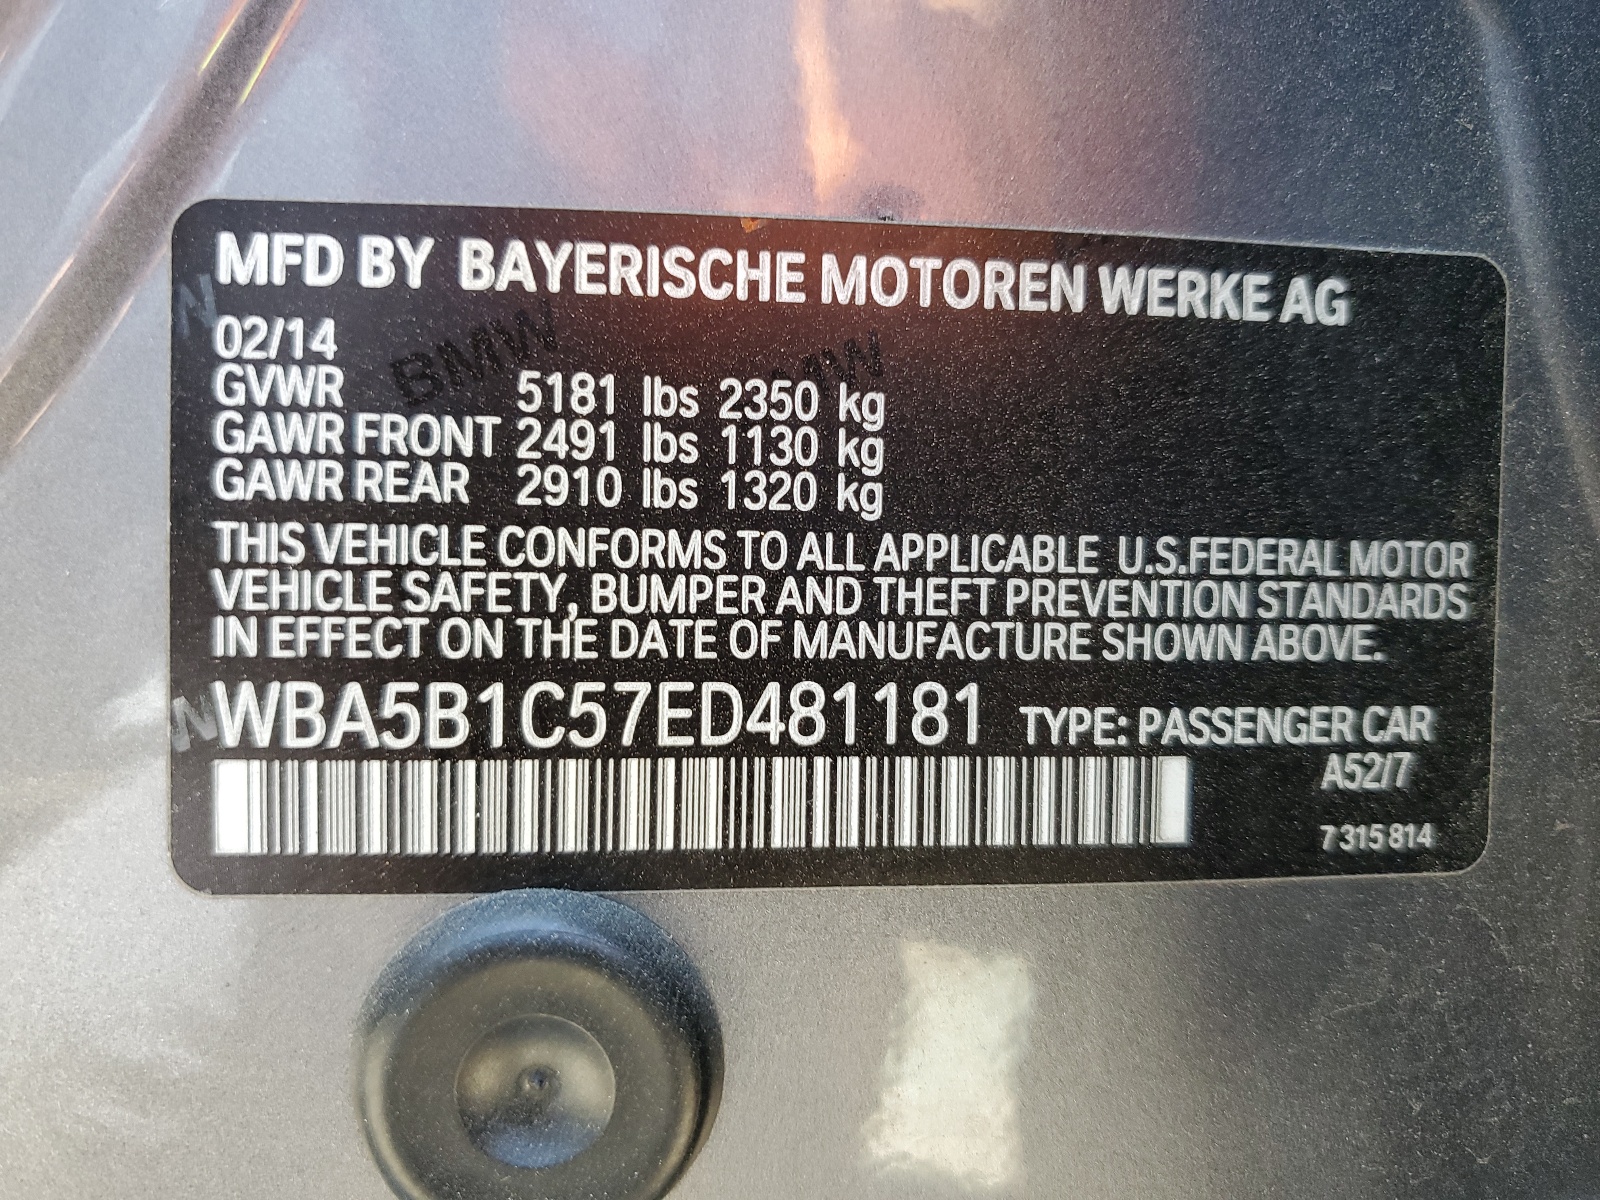 MFD BY BAYERISCHE MOTOREN WERKE AG
02/14
GVWR 5181 lbs 2350 kg
GAWR FRONT 2491 lbs 1130 kg
GAWR REAR 2910 lbs 1320 kg
THIS VEHICLE CONFORMS TO ALL APPLICABLE U.S.FEDERAL MOTOR
VEHICLE SAFETY, BUMPER AND THEFT PREVENTION STANDARDS
IN EFFECT ON THE DATE OF MANUFACTURE SHOWN ABOVE.
WBA5B1C57ED481181 TYPE: PASSENGER CAR
A52/7
7 315 814
BMW